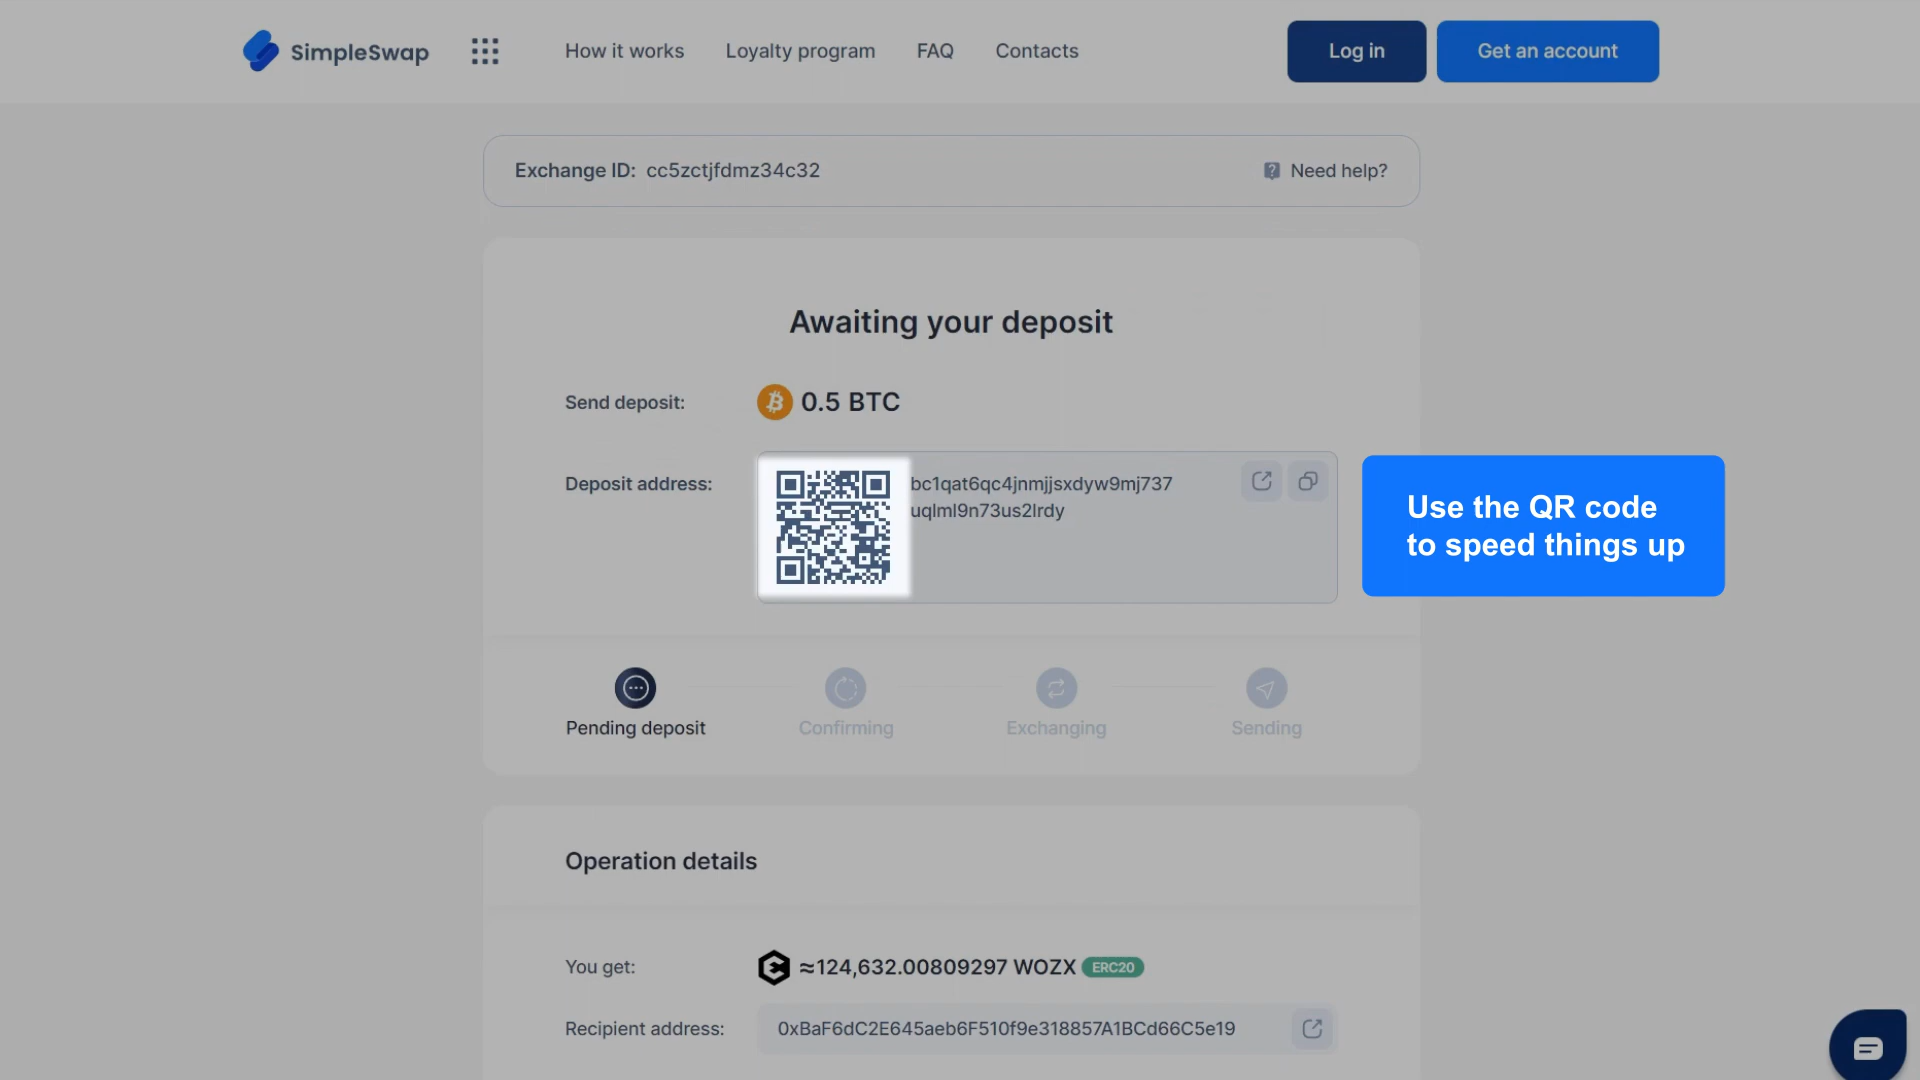 SimpleSwap How it works Loyalty program FAQ Contacts Log in Get an account
Exchange ID: cc5zctjfdmz34c32 Need help?
Awaiting your deposit
Send deposit: 0.5 BTC
Deposit address: bc1qat6qc4jnmjjsxdyw9mj737
uqlml9n73us2lrdy
Use the QR code
to speed things up
Pending deposit Confirming Exchanging Sending
Operation details
You get: ≈124,632.00809297 WOZX ERC20
Recipient address: 0xBaF6dC2E645aeb6F510f9e318857A1BCd66C5e19